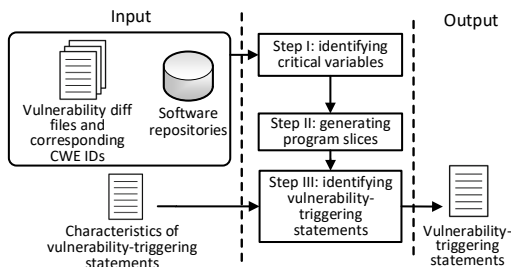 Input
Output
Vulnerability diff
files and
corresponding
CWE IDs
Software
repositories
Step I: identifying
critical variables
Step II: generating
program slices
Step III: identifying
vulnerability-
triggering
statements
Characteristics of
vulnerability-triggering
statements
Vulnerability-
triggering
statements